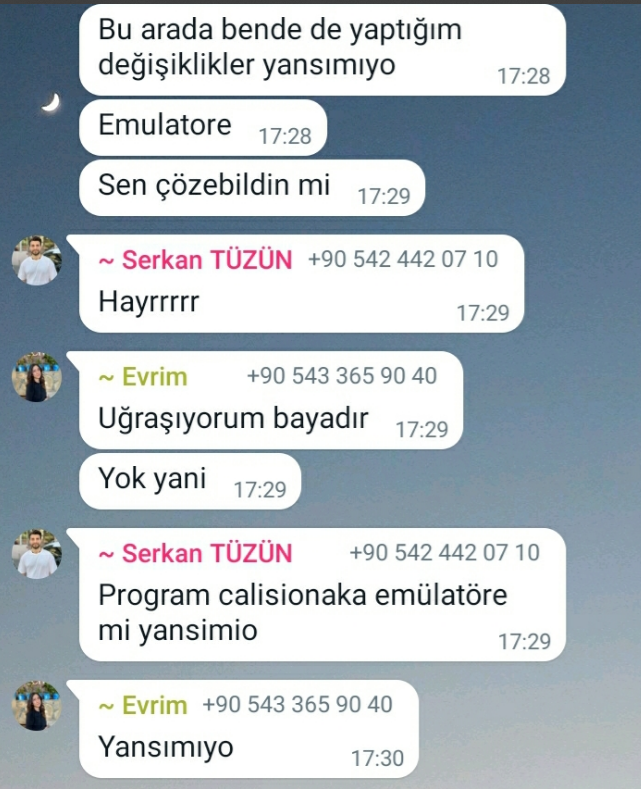 Bu arada bende de yaptığım
değişiklikler yansımıyo 17:28
Emulatore 17:28
Sen çözebildin mi 17:29
~ Serkan TÜZÜN +90 542 442 07 10
Hayrrrrr 17:29
~ Evrim +90 543 365 90 40
Uğraşıyorum bayadır 17:29
Yok yani 17:29
~ Serkan TÜZÜN +90 542 442 07 10
Program calisionaka emülatöre
mi yansimio 17:29
~ Evrim +90 543 365 90 40
Yansımıyo 17:30